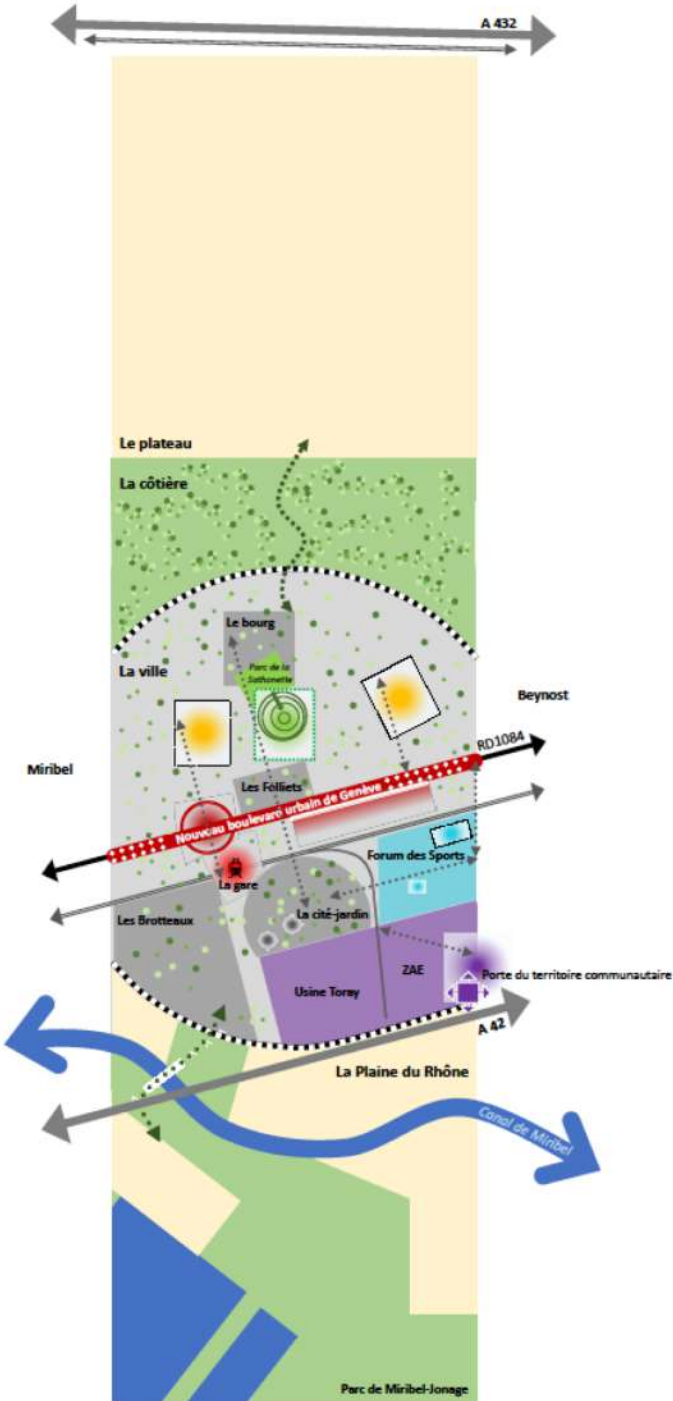 A 432
Le plateau
La côtière
Le bourg
La ville
Parc de la
Sathonette
Beynost
RD1084
Miribel
Les Folliets
Nouveau boulevard urbain de Genève
Forum des Sports
La gare
Les Brotteaux
La cité-jardin
ZAE
Porte du territoire communautaire
Usine Toray
A 42
La Plaine du Rhône
Canal de Miribel
Parc de Miribel-Jonage